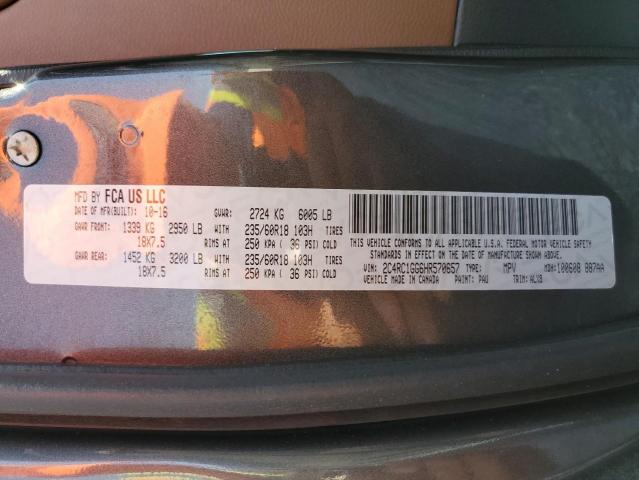 MFD BY FCA US LLC
DATE OF MFR(BUILT): 10-16 GVWR: 2724 KG 6005 LB
GAWR FRONT: 1339 KG 2950 LB WITH 235/60R18 103H TIRES
18X7.5 RIMS AT 250 KPA ( 36 PSI) COLD
GAWR REAR: 1452 KG 3200 LB WITH 235/60R18 103H TIRES
18X7.5 RIMS AT 250 KPA ( 36 PSI) COLD
THIS VEHICLE CONFORMS TO ALL APPLICABLE U.S.A. FEDERAL MOTOR VEHICLE SAFETY
STANDARDS IN EFFECT ON THE DATE OF MANUFACTURE SHOWN ABOVE.
VIN: 2C4RC1GG6HR570657 TYPE: MPV MDH: 100608 887AA
VEHICLE MADE IN CANADA PAINT: PAU TRIM: